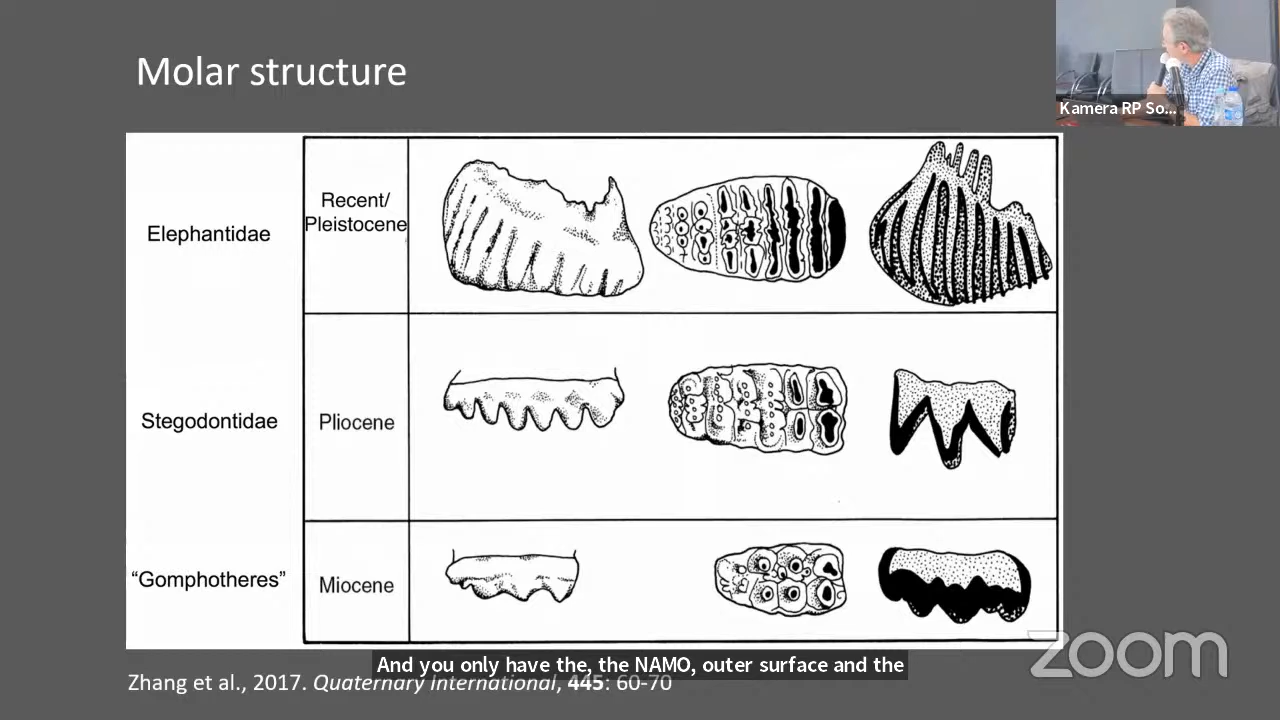 Molar structure
Kamera RP So...
Elephantidae
Recent/
Pleistocene
Stegodontidae
Pliocene
“Gomphotheres”
Miocene
And you only have the, the NAMO, outer surface and the
Zhang et al., 2017. Quaternary International, 445: 60-70
zoom